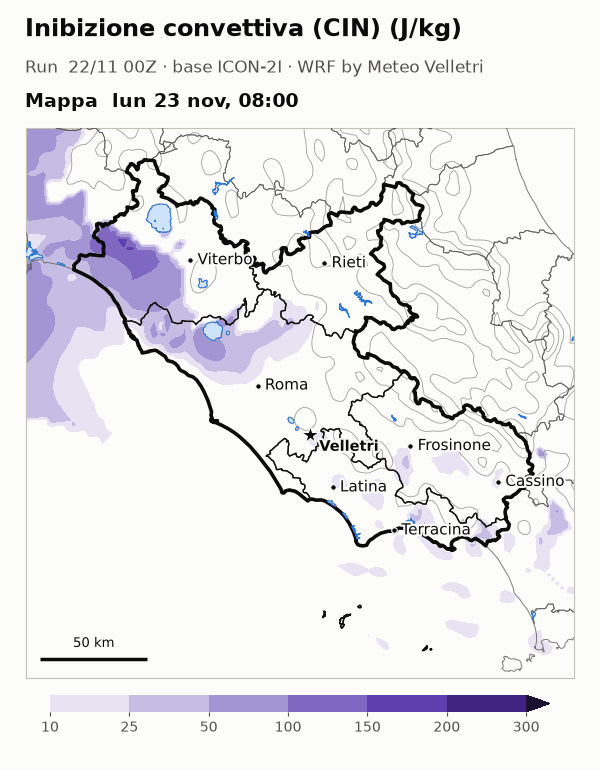 Inibizione convettiva (CIN) (J/kg)
Run  22/11 00Z · base ICON-2I · WRF by Meteo Velletri
Mappa  lun 23 nov, 08:00
Viterbo
Rieti
Roma
Velletri
Frosinone
Cassino
Latina
Terracina
50 km
10 25 50 100 150 200 300